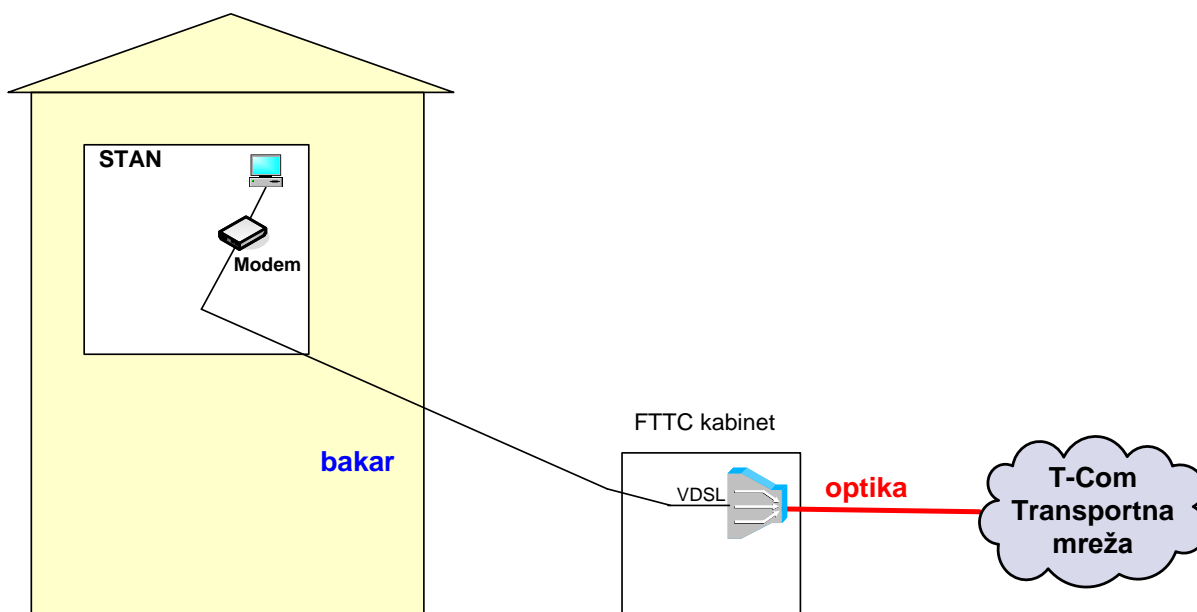 STAN
Modem
bakar
FTTC kabinet
VDSL
optika
T-Com
Transportna
mreža